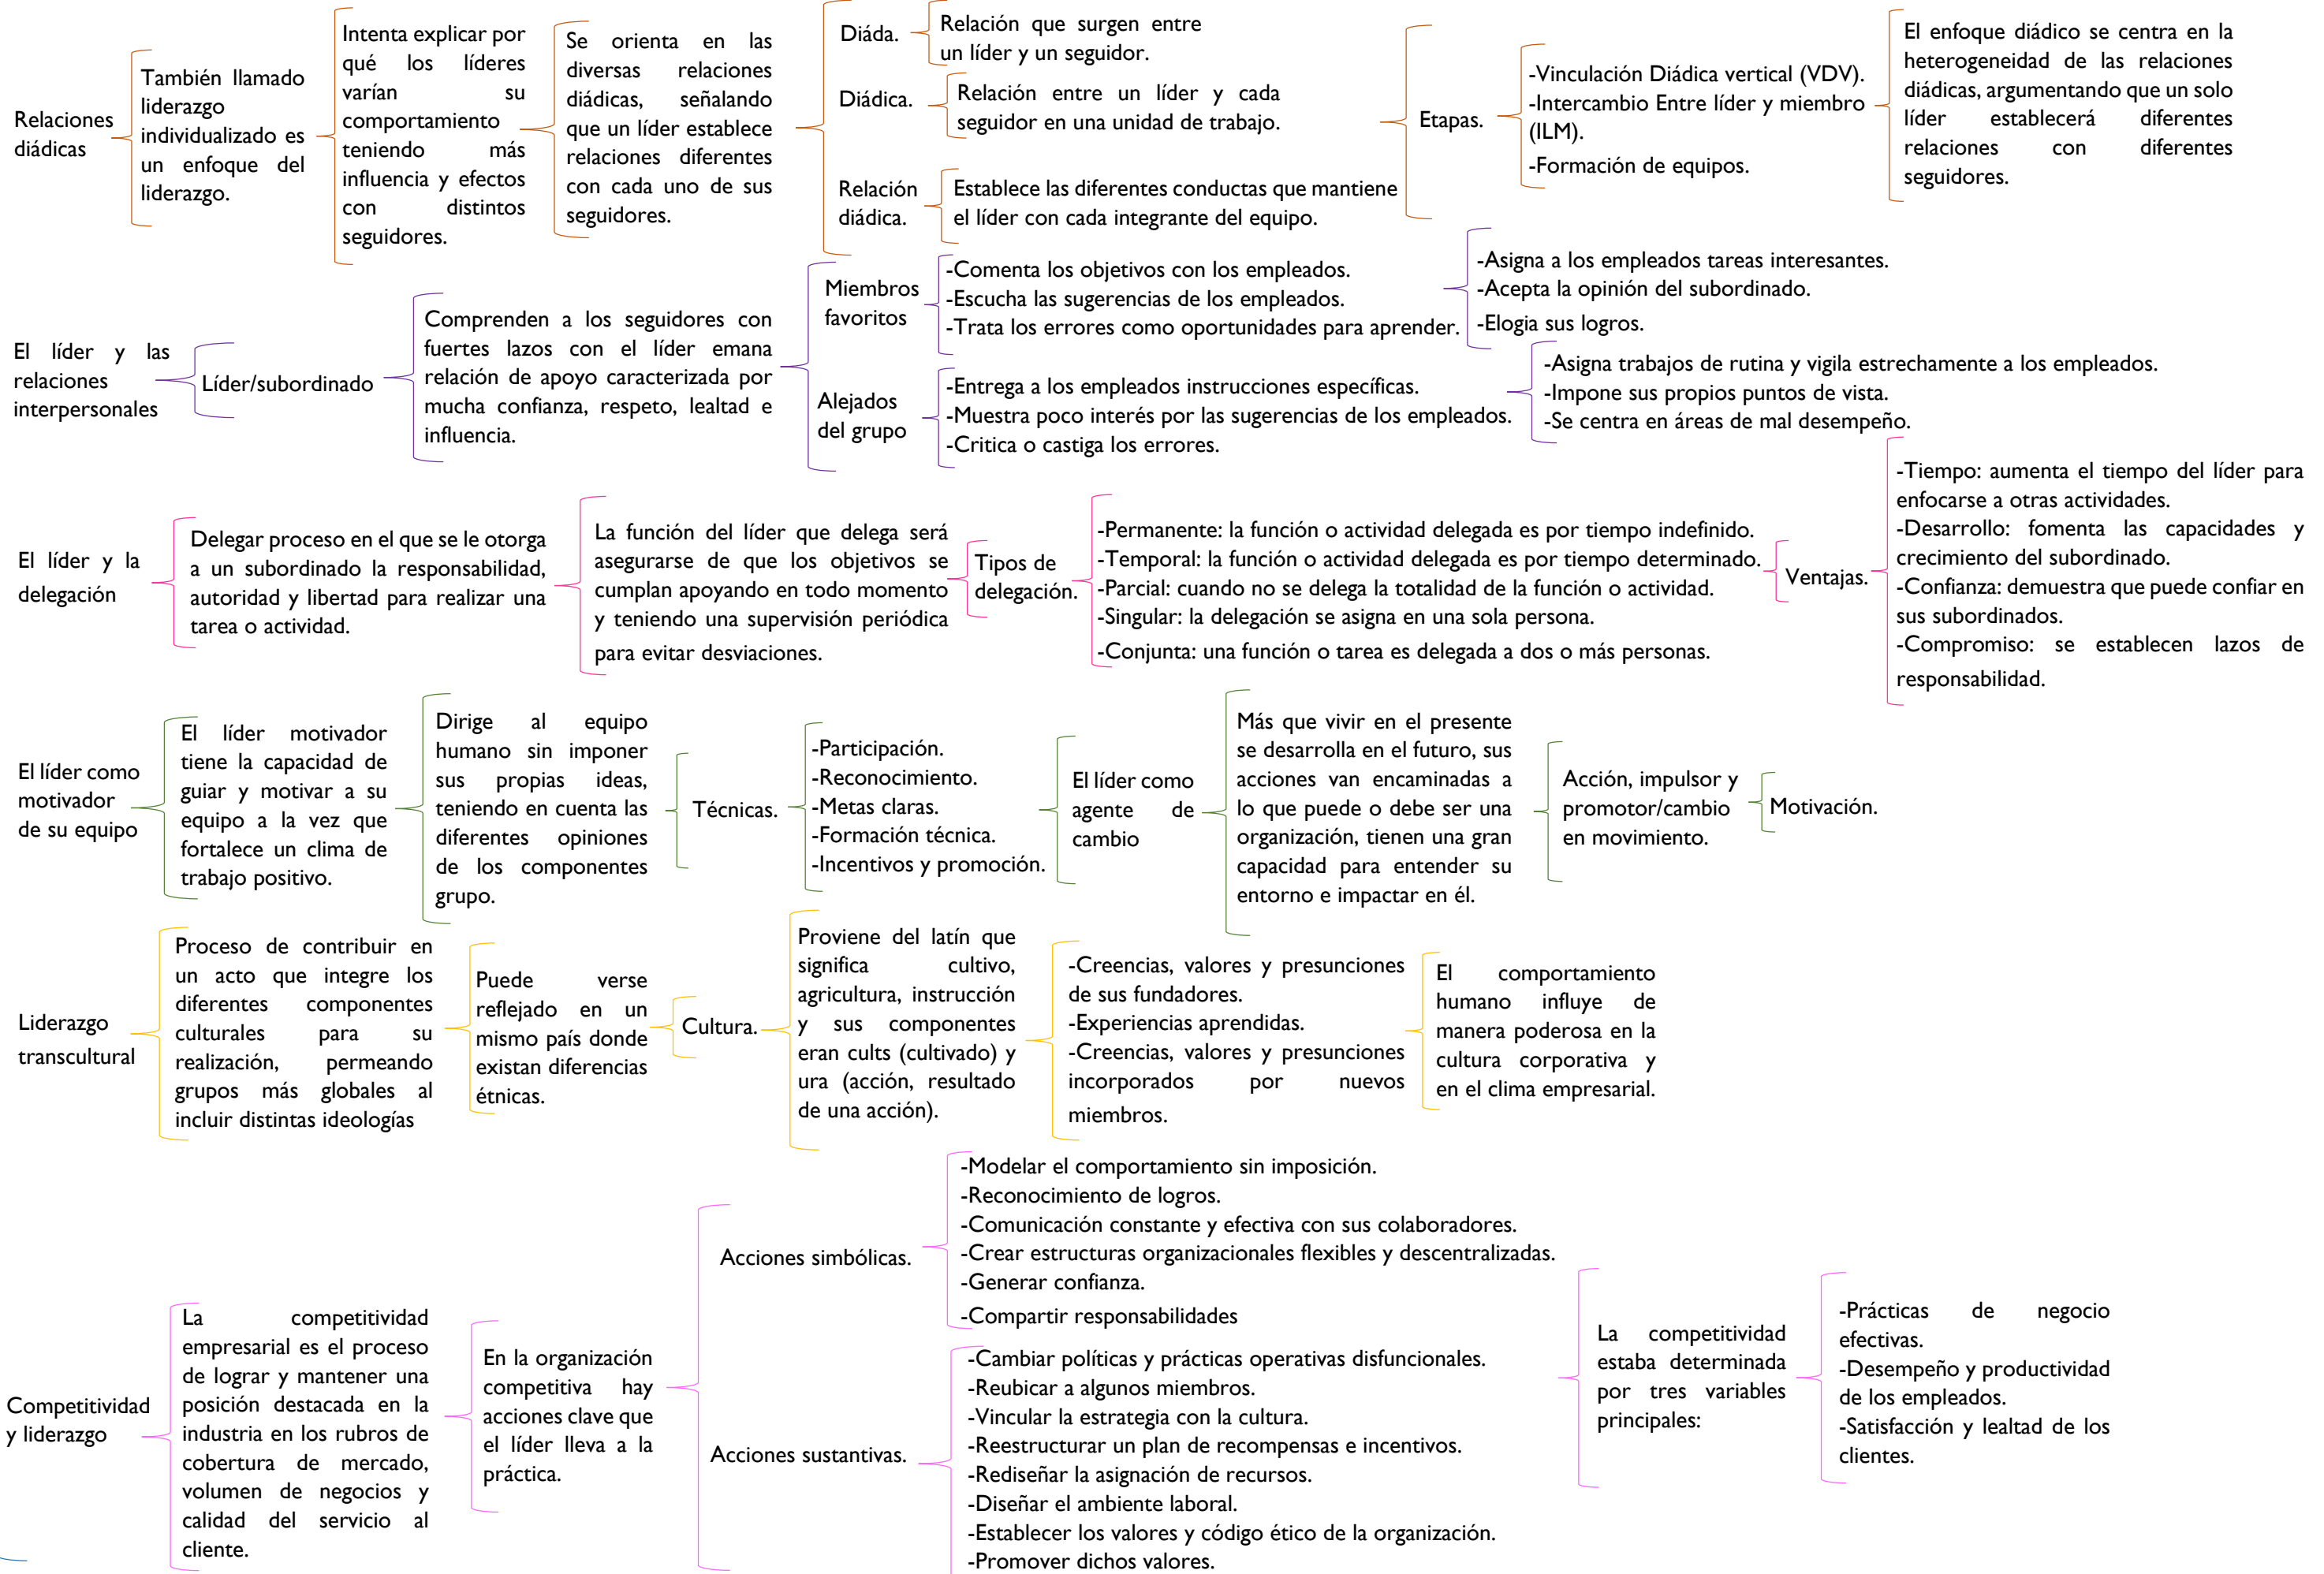 Relaciones
diádicas
También llamado
liderazgo
individualizado es
un enfoque del
liderazgo.
Intenta explicar por
qué los líderes
varían su
comportamiento
teniendo más
influencia y efectos
con distintos
seguidores.
Se orienta en las
diversas relaciones
diádicas, señalando
que un líder establece
relaciones diferentes
con cada uno de sus
seguidores.
Diáda.
Relación que surgen entre
un líder y un seguidor.
Diádica.
Relación entre un líder y cada
seguidor en una unidad de trabajo.
Relación
diádica.
Establece las diferentes conductas que mantiene
el líder con cada integrante del equipo.
Etapas.
-Vinculación Diádica vertical (VDV).
-Intercambio Entre líder y miembro
(ILM).
-Formación de equipos.
El enfoque diádico se centra en la
heterogeneidad de las relaciones
diádicas, argumentando que un solo
líder establecerá diferentes
relaciones con diferentes
seguidores.
El líder y las
relaciones
interpersonales
Líder/subordinado
Comprenden a los seguidores con
fuertes lazos con el líder emana
relación de apoyo caracterizada por
mucha confianza, respeto, lealtad e
influencia.
Miembros
favoritos
-Comenta los objetivos con los empleados.
-Escucha las sugerencias de los empleados.
-Trata los errores como oportunidades para aprender.
-Asigna a los empleados tareas interesantes.
-Acepta la opinión del subordinado.
-Elogia sus logros.
Alejados
del grupo
-Entrega a los empleados instrucciones específicas.
-Muestra poco interés por las sugerencias de los empleados.
-Critica o castiga los errores.
-Asigna trabajos de rutina y vigila estrechamente a los empleados.
-Impone sus propios puntos de vista.
-Se centra en áreas de mal desempeño.
El líder y la
delegación
Delegar proceso en el que se le otorga
a un subordinado la responsabilidad,
autoridad y libertad para realizar una
tarea o actividad.
La función del líder que delega será
asegurarse de que los objetivos se
cumplan apoyando en todo momento
y teniendo una supervisión periódica
para evitar desviaciones.
Tipos de
delegación.
-Permanente: la función o actividad delegada es por tiempo indefinido.
-Temporal: la función o actividad delegada es por tiempo determinado.
-Parcial: cuando no se delega la totalidad de la función o actividad.
-Singular: la delegación se asigna en una sola persona.
-Conjunta: una función o tarea es delegada a dos o más personas.
Ventajas.
-Tiempo: aumenta el tiempo del líder para
enfocarse a otras actividades.
-Desarrollo: fomenta las capacidades y
crecimiento del subordinado.
-Confianza: demuestra que puede confiar en
sus subordinados.
-Compromiso: se establecen lazos de
responsabilidad.
El líder como
motivador
de su equipo
El líder motivador
tiene la capacidad de
guiar y motivar a su
equipo a la vez que
fortalece un clima de
trabajo positivo.
Dirige al equipo
humano sin imponer
sus propias ideas,
teniendo en cuenta las
diferentes opiniones
de los componentes
grupo.
Técnicas.
-Participación.
-Reconocimiento.
-Metas claras.
-Formación técnica.
-Incentivos y promoción.
El líder como
agente de
cambio
Más que vivir en el presente
se desarrolla en el futuro, sus
acciones van encaminadas a
lo que puede o debe ser una
organización, tienen una gran
capacidad para entender su
entorno e impactar en él.
Acción, impulsor y
promotor/cambio
en movimiento.
Motivación.
Liderazgo
transcultural
Proceso de contribuir en
un acto que integre los
diferentes componentes
culturales para su
realización, permeando
grupos más globales al
incluir distintas ideologías
Puede verse
reflejado en un
mismo país donde
existan diferencias
étnicas.
Cultura.
Proviene del latín que
significa cultivo,
agricultura, instrucción
y sus componentes
eran cults (cultivado) y
ura (acción, resultado
de una acción).
-Creencias, valores y presunciones
de sus fundadores.
-Experiencias aprendidas.
-Creencias, valores y presunciones
incorporados por nuevos
miembros.
El comportamiento
humano influye de
manera poderosa en la
cultura corporativa y
en el clima empresarial.
Competitividad
y liderazgo
La competitividad
empresarial es el proceso
de lograr y mantener una
posición destacada en la
industria en los rubros de
cobertura de mercado,
volumen de negocios y
calidad del servicio al
cliente.
En la organización
competitiva hay
acciones clave que
el líder lleva a la
práctica.
Acciones simbólicas.
-Modelar el comportamiento sin imposición.
-Reconocimiento de logros.
-Comunicación constante y efectiva con sus colaboradores.
-Crear estructuras organizacionales flexibles y descentralizadas.
-Generar confianza.
-Compartir responsabilidades
Acciones sustantivas.
-Cambiar políticas y prácticas operativas disfuncionales.
-Reubicar a algunos miembros.
-Vincular la estrategia con la cultura.
-Reestructurar un plan de recompensas e incentivos.
-Rediseñar la asignación de recursos.
-Diseñar el ambiente laboral.
-Establecer los valores y código ético de la organización.
-Promover dichos valores.
La competitividad
estaba determinada
por tres variables
principales:
-Prácticas de negocio
efectivas.
-Desempeño y productividad
de los empleados.
-Satisfacción y lealtad de los
clientes.